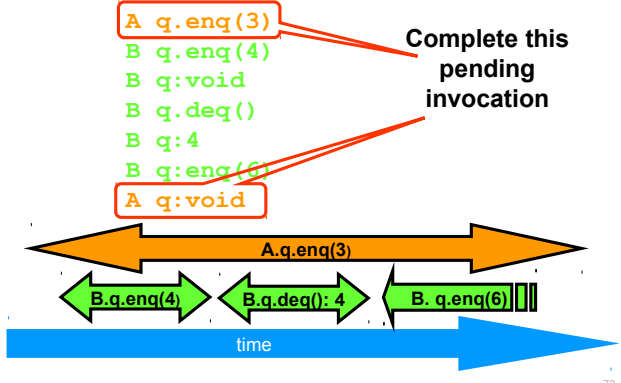 A q.enq(3)
B q.enq(4)
B q:void
B q.deq()
B q:4
B q:enq(6)
A q:void
Complete this
pending
invocation
A.q.enq(3)
B.q.enq(4)
B.q.deq(): 4
B. q.enq(6)
time